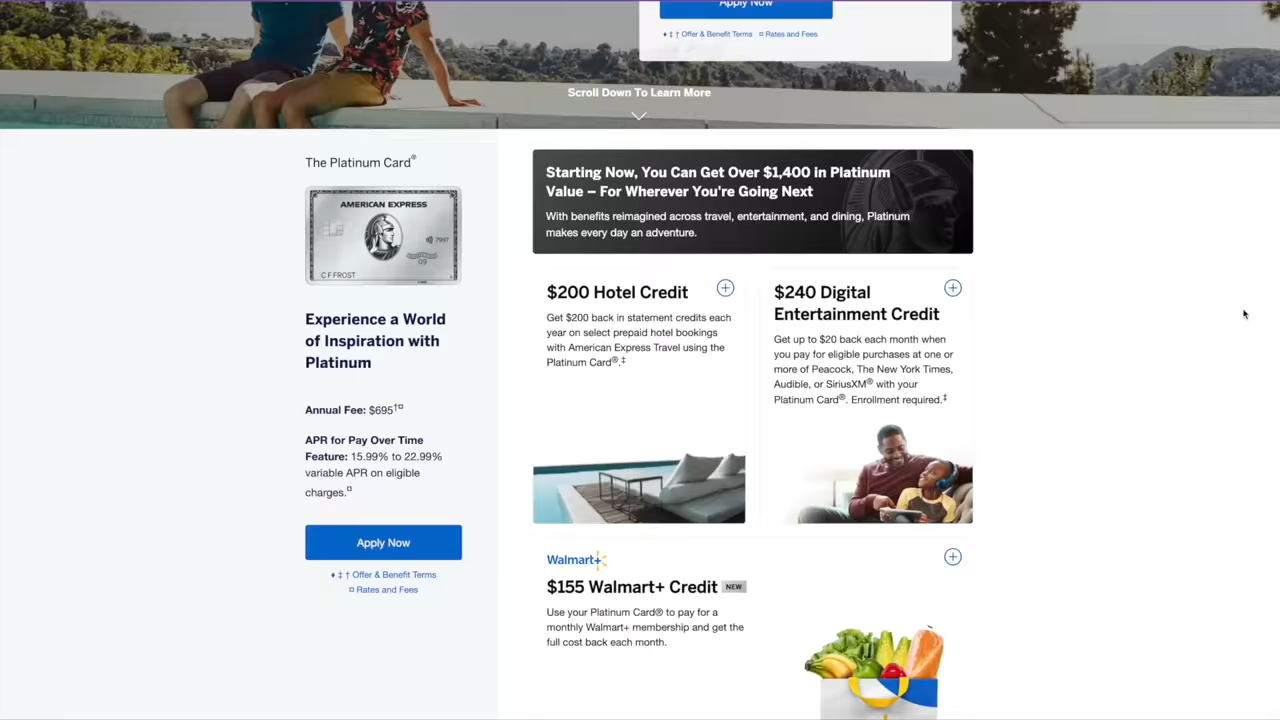 Apply Now
♦ ‡ † Offer & Benefit Terms ¤ Rates and Fees
Scroll Down To Learn More
The Platinum Card®
AMERICAN EXPRESS
7997
09
C F FROST
Experience a World
of Inspiration with
Platinum
Annual Fee: $695†¤
APR for Pay Over Time
Feature: 15.99% to 22.99%
variable APR on eligible
charges.¤
Apply Now
♦ ‡ † Offer & Benefit Terms
¤ Rates and Fees
Starting Now, You Can Get Over $1,400 in Platinum
Value – For Wherever You're Going Next
With benefits reimagined across travel, entertainment, and dining, Platinum
makes every day an adventure.
$200 Hotel Credit
Get $200 back in statement credits each
year on select prepaid hotel bookings
with American Express Travel using the
Platinum Card®.‡
$240 Digital
Entertainment Credit
Get up to $20 back each month when
you pay for eligible purchases at one or
more of Peacock, The New York Times,
Audible, or SiriusXM® with your
Platinum Card®. Enrollment required.‡
Walmart+
$155 Walmart+ Credit NEW
Use your Platinum Card® to pay for a
monthly Walmart+ membership and get the
full cost back each month.